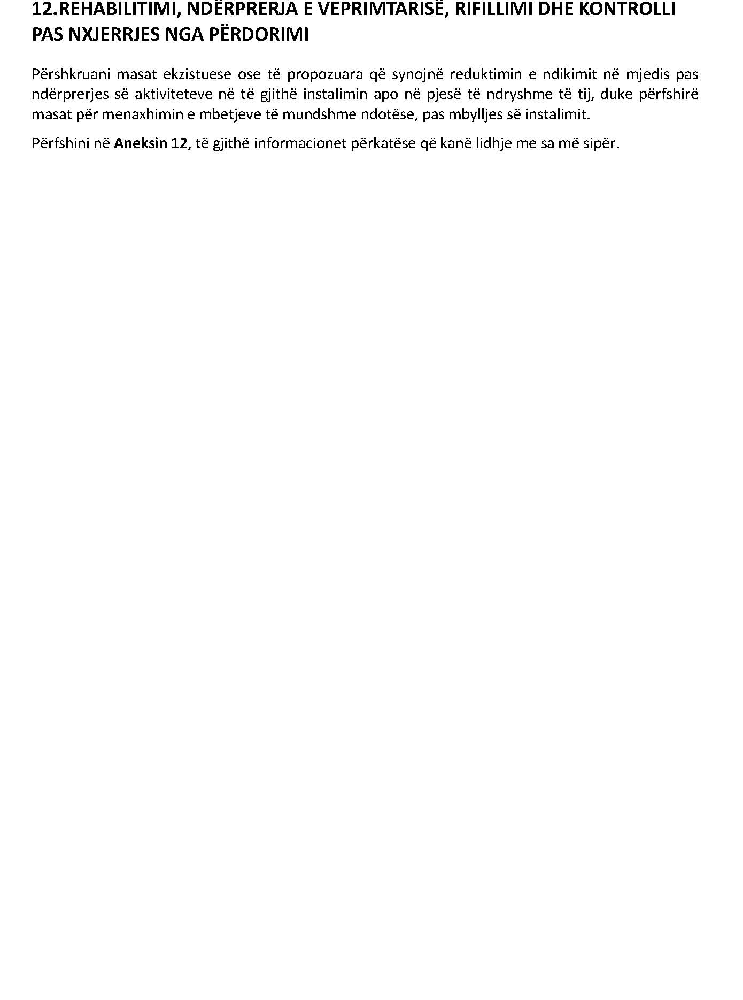 12.REHABILITIMI, NDËRPRERJA E VEPRIMTARISË, RIFILLIMI DHE KONTROLLI
PAS NXJERRJES NGA PËRDORIMI
Përshkruani masat ekzistuese ose të propozuara që synojnë reduktimin e ndikimit në mjedis pas
ndërprerjes së aktiviteteve në të gjithë instalimin apo në pjesë të ndryshme të tij, duke përfshirë
masat për menaxhimin e mbetjeve të mundshme ndotëse, pas mbylljes së instalimit.
Përfshini në Aneksin 12, të gjithë informacionet përkatëse që kanë lidhje me sa më sipër.